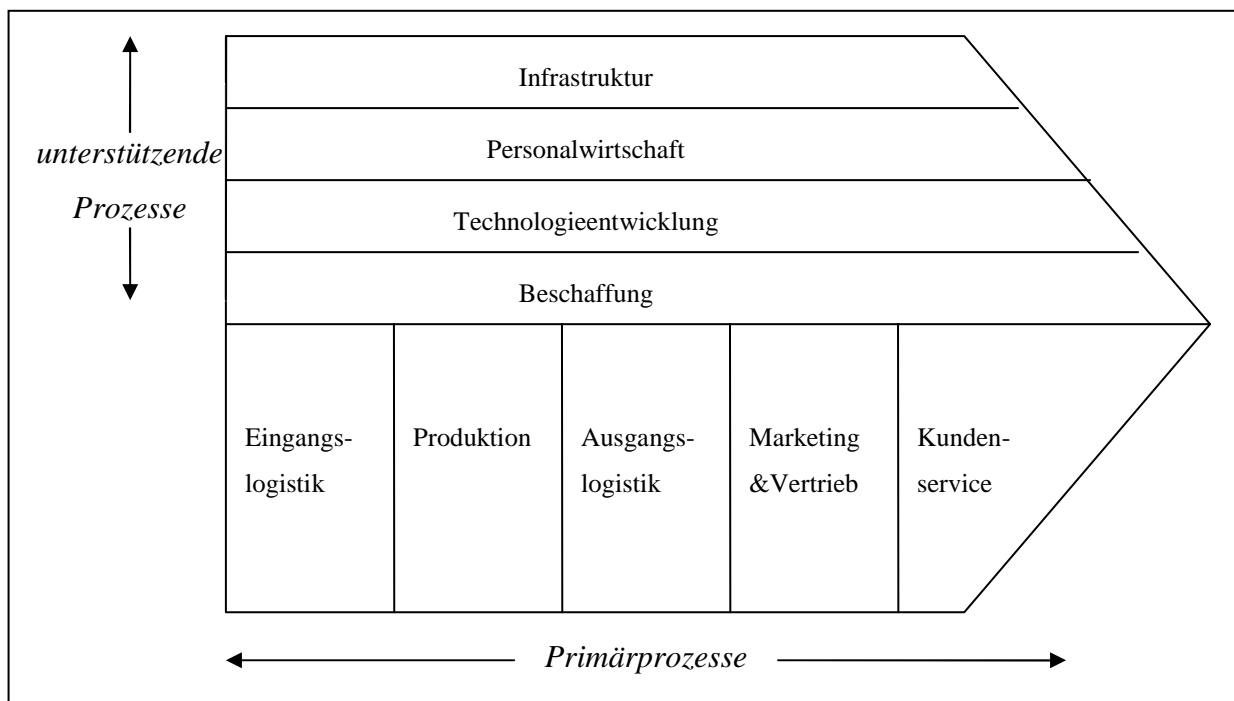 Infrastruktur
unterstützende
Prozesse
Personalwirtschaft
Technologieentwicklung
Beschaffung
Eingangs-
logistik
Produktion
Ausgangs-
logistik
Marketing
&Vertrieb
Kunden-
service
Primärprozesse